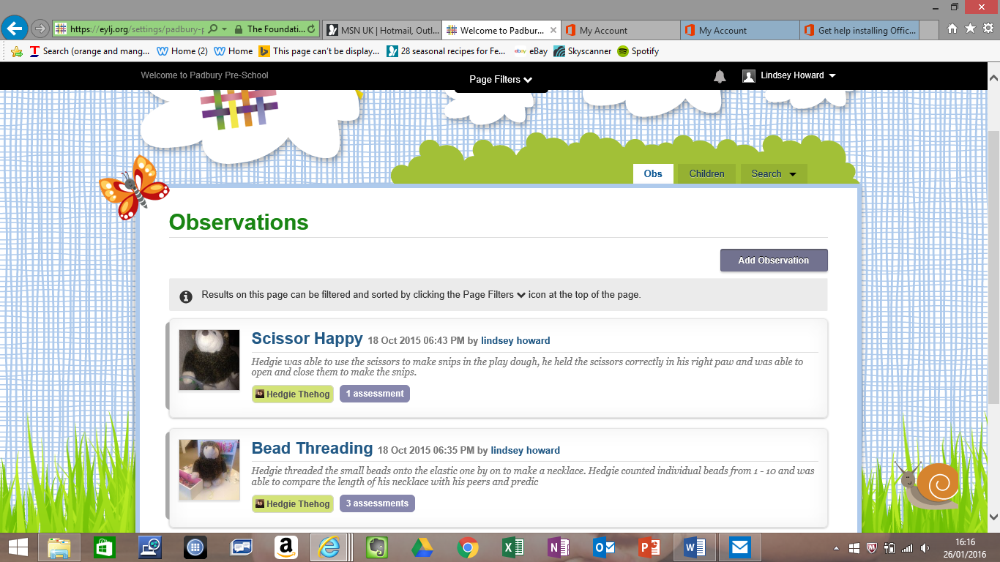 https://eylj.org/settings/padbury-p
The Foundati...
MSN UK | Hotmail, Outl...
Welcome to Padbury...
My Account
My Account
Get help installing Offic...
Search (orange and mang...
Home (2)
Home
This page can't be display...
28 seasonal recipes for Fe...
ebay
eBay
Skyscanner
Spotify
Welcome to Padbury Pre-School
Page Filters
Lindsey Howard
Obs
Children
Search
Observations
Add Observation
Results on this page can be filtered and sorted by clicking the Page Filters icon at the top of the page.
Scissor Happy 18 Oct 2015 06:43 PM by lindsey howard
Hedgie was able to use the scissors to make snips in the play dough, he held the scissors correctly in his right paw and was able to
open and close them to make the snips.
Hedgie Thehog
1 assessment
Bead Threading 18 Oct 2015 06:35 PM by lindsey howard
Hedgie threaded the small beads onto the elastic one by on to make a necklace. Hedgie counted individual beads from 1 - 10 and was
able to compare the length of his necklace with his peers and predic
Hedgie Thehog
3 assessments
16:16
26/01/2016